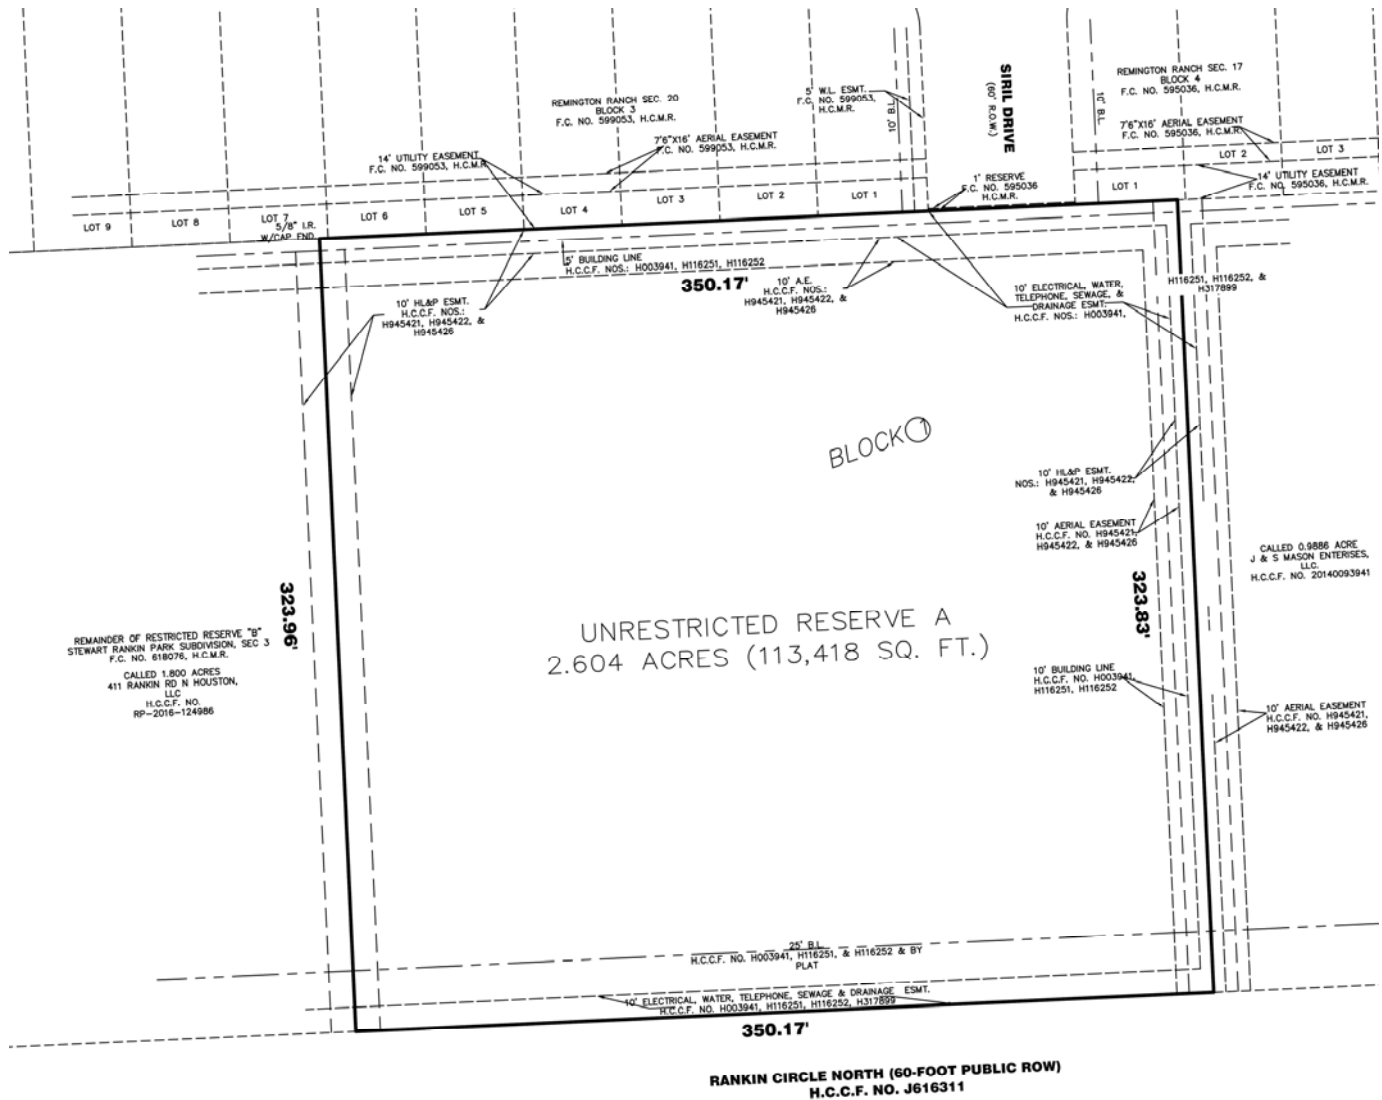 REMINGTON RANCH SEC. 20
BLOCK 3
F.C. NO. 599053, H.C.M.R.
5' W.L. ESMT.
F.C. NO. 599053,
H.C.M.R.
10' B.L.
SIRIL DRIVE
(60' R.O.W.)
10' B.L.
REMINGTON RANCH SEC. 17
BLOCK 4
F.C. NO. 595036, H.C.M.R.
7'6"X16' AERIAL EASEMENT
F.C. NO. 595036, H.C.M.R.
14' UTILITY EASEMENT
F.C. NO. 599053, H.C.M.R.
7'6"X16' AERIAL EASEMENT
F.C. NO. 599053, H.C.M.R.
1' RESERVE
F.C. NO. 595036
H.C.M.R.
LOT 2
LOT 3
LOT 1
14' UTILITY EASEMENT
F.C. NO. 595036, H.C.M.R.
LOT 9
LOT 8
LOT 7
5/8" I.R.
W/CAP FND
LOT 6
LOT 5
LOT 4
LOT 3
LOT 2
LOT 1
5' BUILDING LINE
H.C.C.F. NOS.: H003941, H116251, H116252
350.17'
10' A.E.
H.C.C.F. NOS.:
H945421, H945422, &
H945426
10' ELECTRICAL, WATER,
TELEPHONE, SEWAGE, &
DRAINAGE ESMT.
H.C.C.F. NOS.: H003941,
H116251, H116252, &
H317899
10' HL&P ESMT.
H.C.C.F. NOS.:
H945421, H945422, &
H945426
BLOCK 1
10' HL&P ESMT.
NOS.: H945421, H945422,
& H945426
10' AERIAL EASEMENT
H.C.C.F. NO. H945421,
H945422, & H945426
CALLED 0.9886 ACRE
J & S MASON ENTERISES,
LLC.
H.C.C.F. NO. 20140093941
323.96'
323.83'
REMAINDER OF RESTRICTED RESERVE "B"
STEWART RANKIN PARK SUBDIVISION, SEC 3
F.C. NO. 618076, H.C.M.R.
CALLED 1.800 ACRES
411 RANKIN RD N HOUSTON,
LLC
H.C.C.F. NO.
RP-2016-124986
UNRESTRICTED RESERVE A
2.604 ACRES (113,418 SQ. FT.)
10' BUILDING LINE
H.C.C.F. NO. H003941,
H116251, H116252
10' AERIAL EASEMENT
H.C.C.F. NO. H945421,
H945422, & H945426
25' B.L.
H.C.C.F. NO. H003941, H116251, & H116252 & BY
PLAT
10' ELECTRICAL, WATER, TELEPHONE, SEWAGE & DRAINAGE ESMT.
H.C.C.F. NO. H003941, H116251, H116252, H317899
350.17'
RANKIN CIRCLE NORTH (60-FOOT PUBLIC ROW)
H.C.C.F. NO. J616311